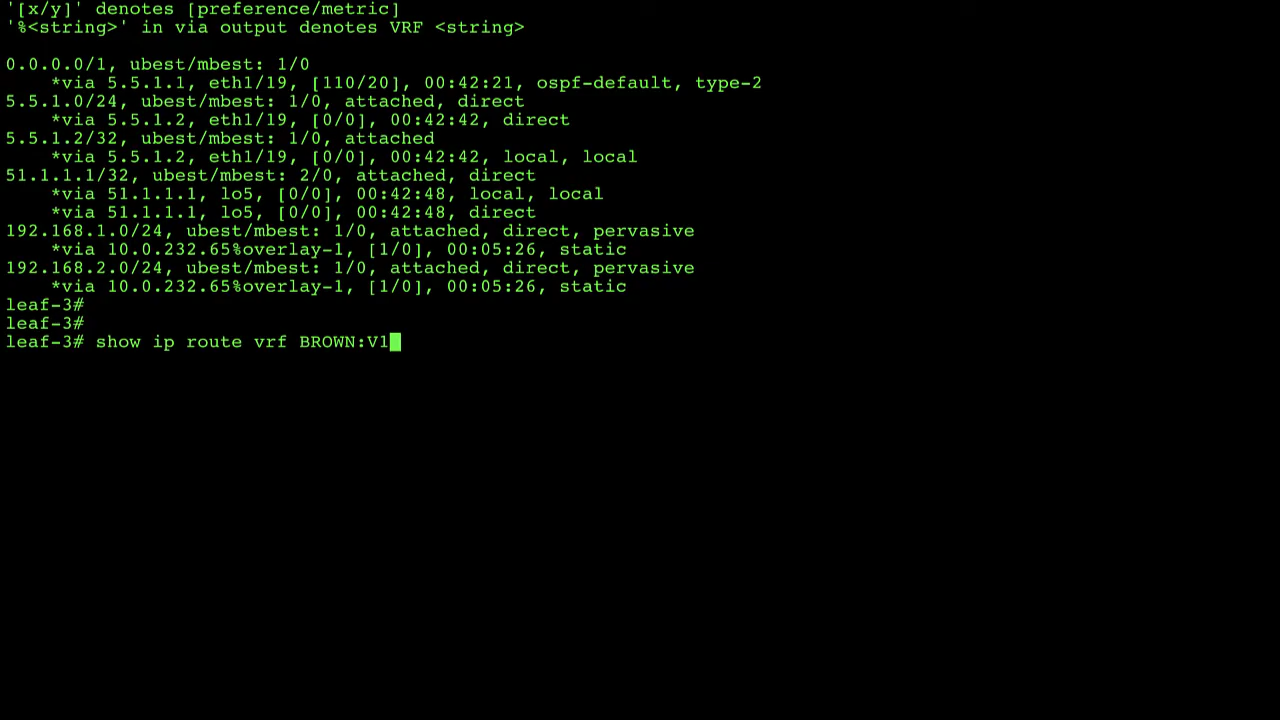 '[x/y]' denotes [preference/metric]
'%<string>' in via output denotes VRF <string>
0.0.0.0/1, ubest/mbest: 1/0
*via 5.5.1.1, eth1/19, [110/20], 00:42:21, ospf-default, type-2
5.5.1.0/24, ubest/mbest: 1/0, attached, direct
*via 5.5.1.2, eth1/19, [0/0], 00:42:42, direct
5.5.1.2/32, ubest/mbest: 1/0, attached
*via 5.5.1.2, eth1/19, [0/0], 00:42:42, local, local
51.1.1.1/32, ubest/mbest: 2/0, attached, direct
*via 51.1.1.1, lo5, [0/0], 00:42:48, local, local
*via 51.1.1.1, lo5, [0/0], 00:42:48, direct
192.168.1.0/24, ubest/mbest: 1/0, attached, direct, pervasive
*via 10.0.232.65%overlay-1, [1/0], 00:05:26, static
192.168.2.0/24, ubest/mbest: 1/0, attached, direct, pervasive
*via 10.0.232.65%overlay-1, [1/0], 00:05:26, static
leaf-3#
leaf-3#
leaf-3# show ip route vrf BROWN:V1